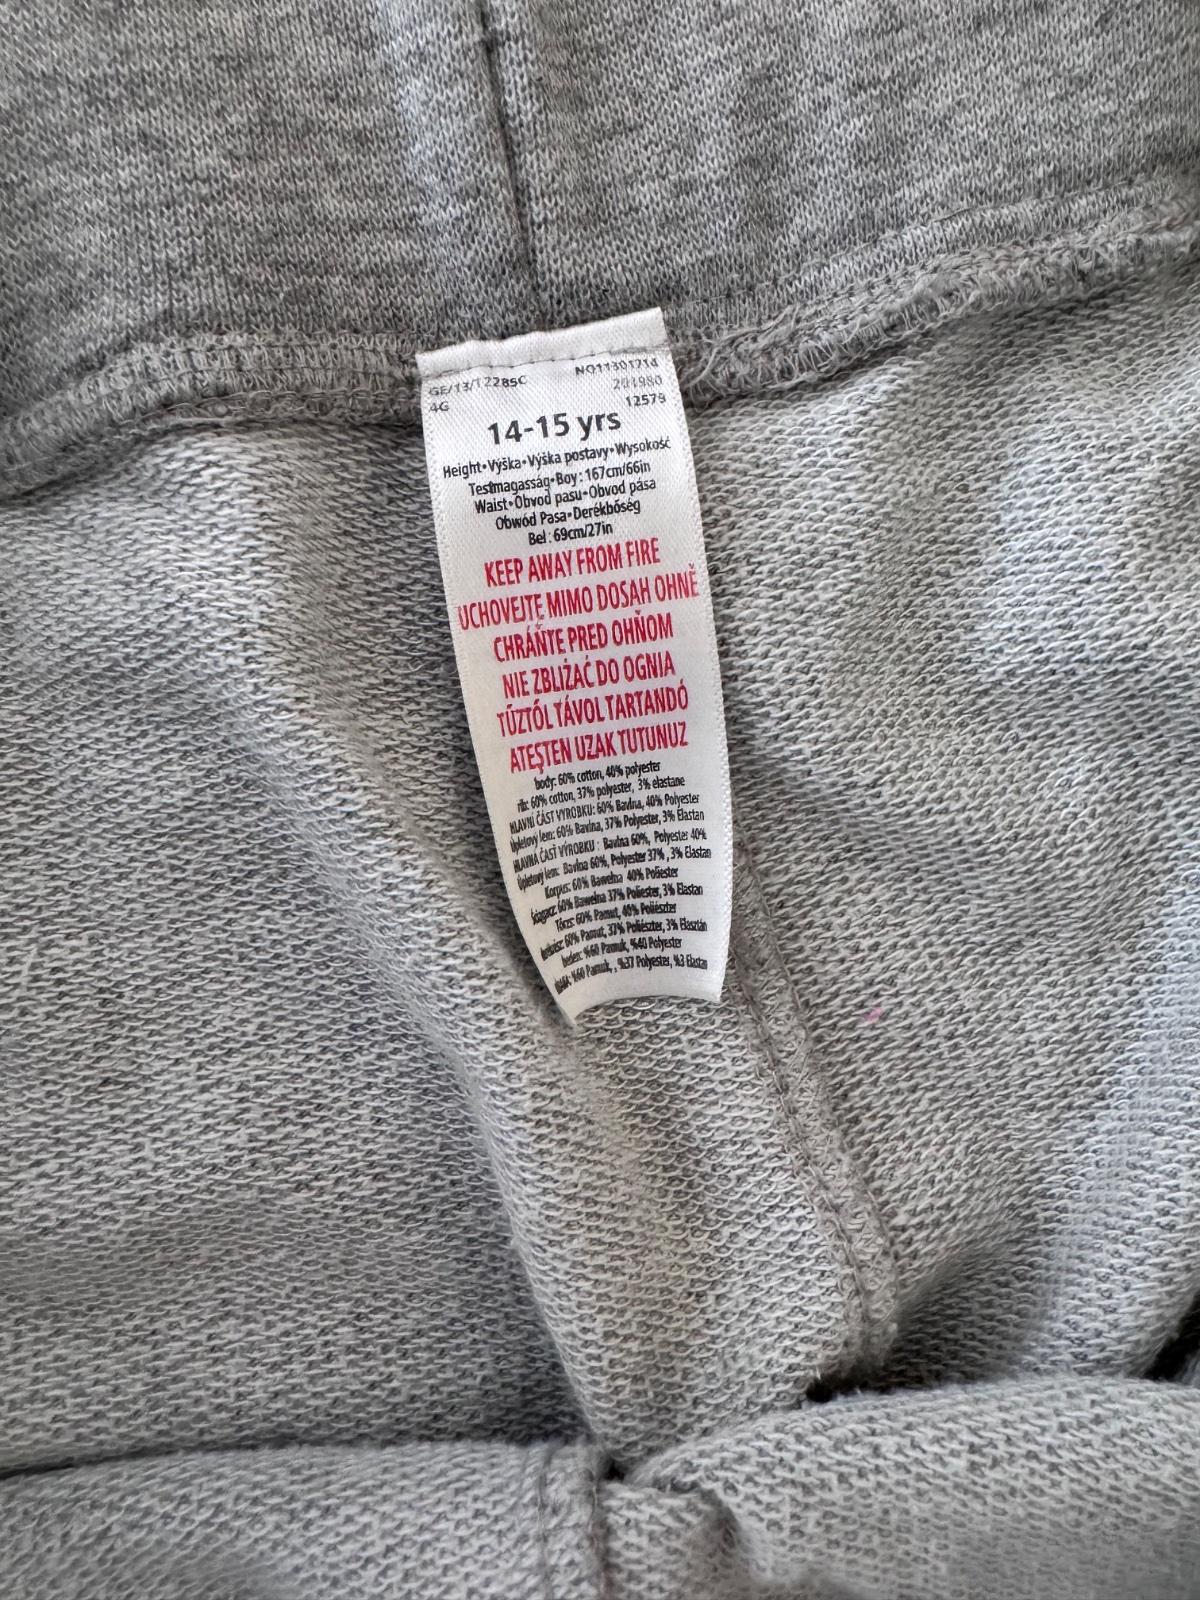 GE/13/12285C NQ1130171d
4G 201980
12579
14-15 yrs
Height•Výška•Výška postavy•Wysokość
Testmagasság•Boy: 167cm/66in
Waist•Obvod pasu•Obvod pása
Obwód Pasa•Derékbőség
Bel: 69cm/27in
KEEP AWAY FROM FIRE
UCHOVEJTE MIMO DOSAH OHNĚ
CHRÁŇTE PRED OHŇOM
NIE ZBLIŻAĆ DO OGNIA
TŰZTŐL TÁVOL TARTANDÓ
ATEŞTEN UZAK TUTUNUZ
body: 60% cotton, 40% polyester
rib: 60% cotton, 37% polyester, 3% elastane
HLAVNÍ ČÁST VYROBKU: 60% Bavlna, 40% Polyester
Úpletový lem: 60% Bavlna, 37% Polyester, 3% Elastan
HLAVNÁ ČASŤ VÝROBKU: Bavlna 60%, Polyester 40%
Úpletový lem: Bavlna 60%, Polyester 37%, 3% Elastan
Korpus: 60% Bawełna 40% Poliester
Ściągacz: 60% Bawełna 37% Poliester, 3% Elastan
Törzs: 60% Pamut, 40% Poliészter
60% Pamut, 37% Poliészter, 3% Elasztán
beden: %60 Pamuk, %40 Polyester
%60 Pamuk, , %37 Polyester, %3 Elastan